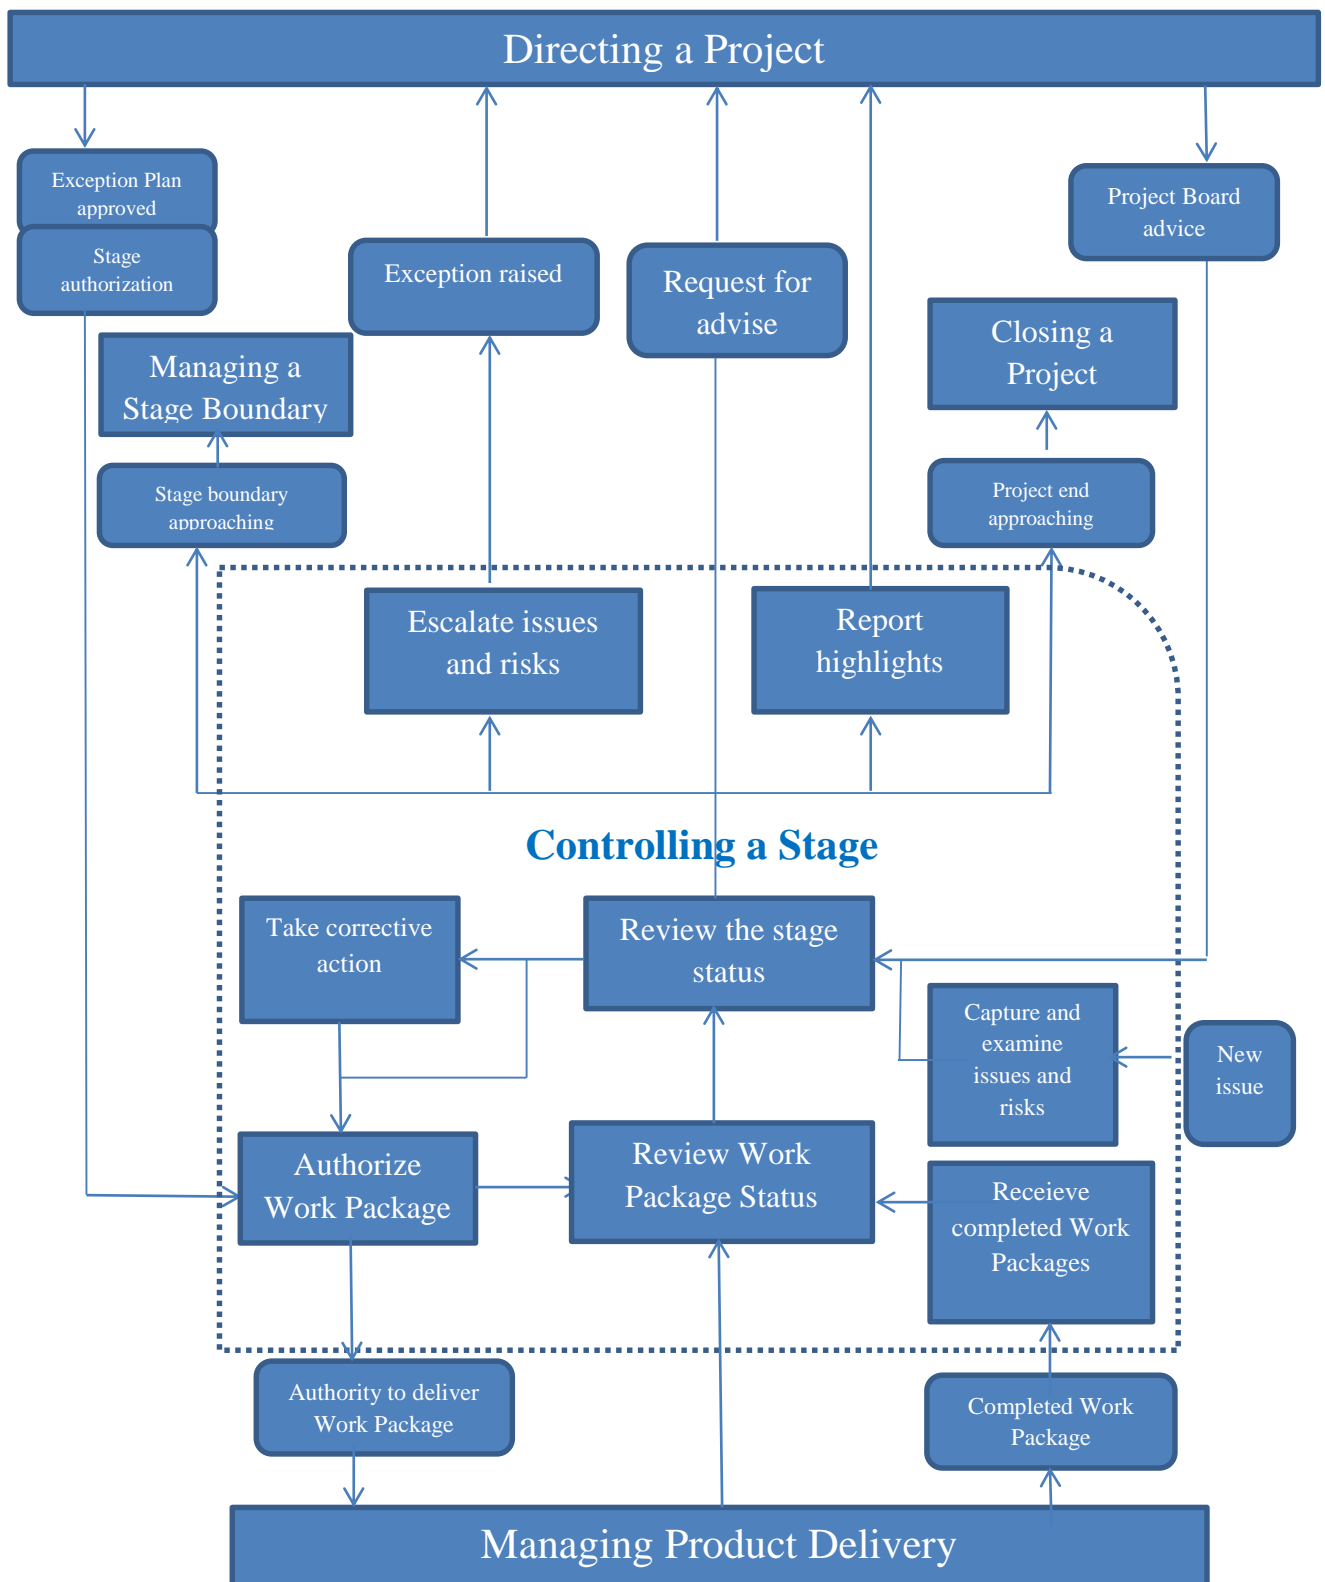 Directing a Project
Exception Plan
approved
Stage
authorization
Project Board
advice
Exception raised
Request for
advise
Closing a
Project
Managing a
Stage Boundary
Stage boundary
approaching
Project end
approaching
Escalate issues
and risks
Report
highlights
Controlling a Stage
Take corrective
action
Review the stage
status
Capture and
examine
issues and
risks
New
issue
Authorize
Work Package
Review Work
Package Status
Receieve
completed Work
Packages
Authority to deliver
Work Package
Completed Work
Package
Managing Product Delivery